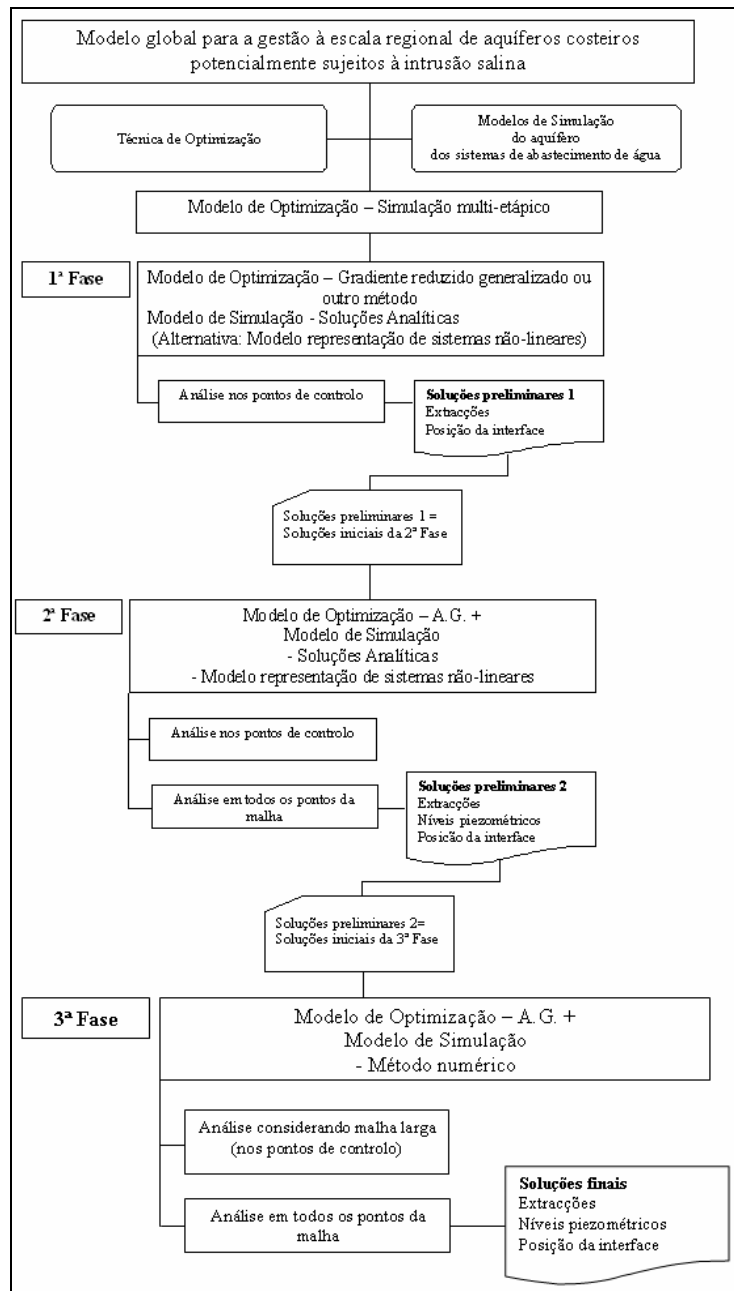 Modelo global para a gestão à escala regional de aquíferos costeiros
potencialmente sujeitos à intrusão salina
Técnica de Optimização
Modelos de Simulação
do aquífero
dos sistemas de abastecimento de água
Modelo de Optimização – Simulação multi-etápico
1ª Fase
Modelo de Optimização – Gradiente reduzido generalizado ou
outro método
Modelo de Simulação - Soluções Analíticas
(Alternativa: Modelo representação de sistemas não-lineares)
Análise nos pontos de controlo
Soluções preliminares 1
Extracções
Posição da interface
Soluções preliminares 1 =
Soluções iniciais da 2ª Fase
2ª Fase
Modelo de Optimização – A.G. +
Modelo de Simulação
- Soluções Analíticas
- Modelo representação de sistemas não-lineares
Análise nos pontos de controlo
Análise em todos os pontos da
malha
Soluções preliminares 2
Extracções
Níveis piezométricos
Posição da interface
Soluções preliminares 2=
Soluções iniciais da 3ª Fase
3ª Fase
Modelo de Optimização – A.G. +
Modelo de Simulação
- Método numérico
Análise considerando malha larga
(nos pontos de controlo)
Análise em todos os pontos da
malha
Soluções finais
Extracções
Níveis piezométricos
Posição da interface